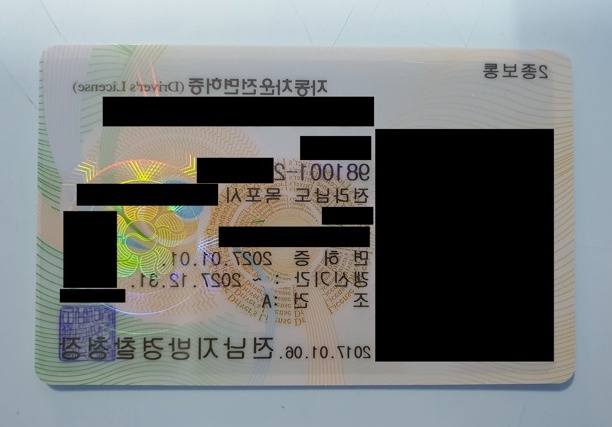 2종보통
자동차운전면허증 (Driver's License)
981001-2
전라남도 목포시
면 허 증 2027.01.01.
갱신기간 : ~ 2027.12.31.
조 건 : A
2017.01.06. 전남지방경찰청장